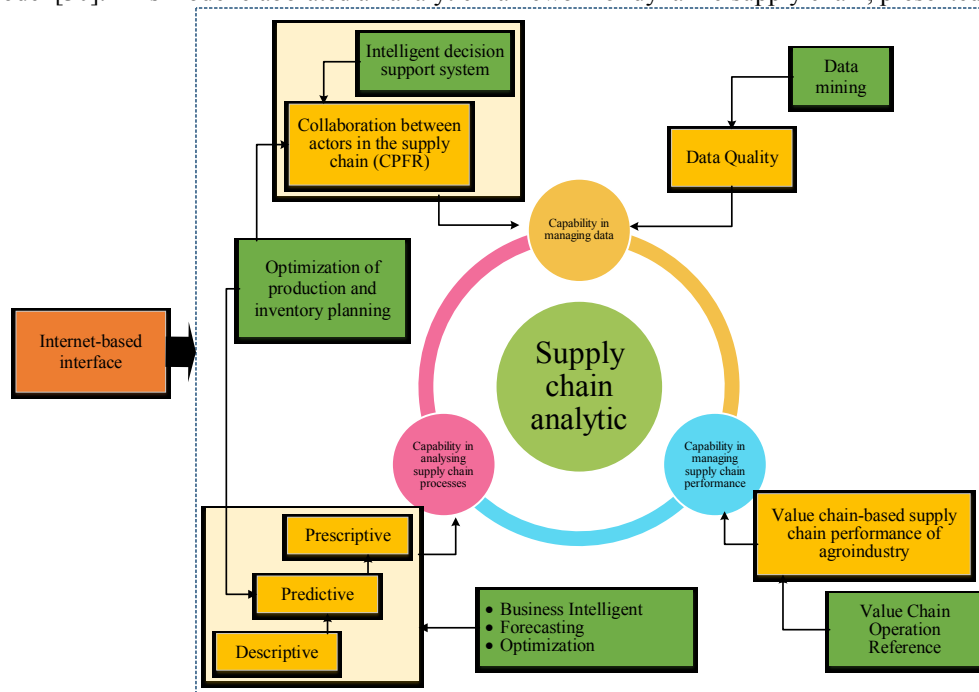 Intelligent decision
support system
Collaboration between
actors in the supply
chain (CPFR)
Data
mining
Data Quality
Capability in
managing data
Optimization of
production and
inventory planning
Internet-based
interface
Supply
chain
analytic
Capability in
analysing
supply chain
processes
Capability in
managing
supply chain
performance
Prescriptive
Predictive
Descriptive
• Business Intelligent
• Forecasting
• Optimization
Value chain-based supply
chain performance of
agroindustry
Value Chain
Operation
Reference